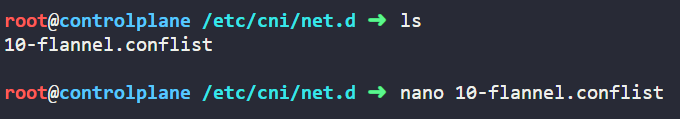 root@controlplane /etc/cni/net.d ➜ ls
10-flannel.conflist
root@controlplane /etc/cni/net.d ➜ nano 10-flannel.conflist